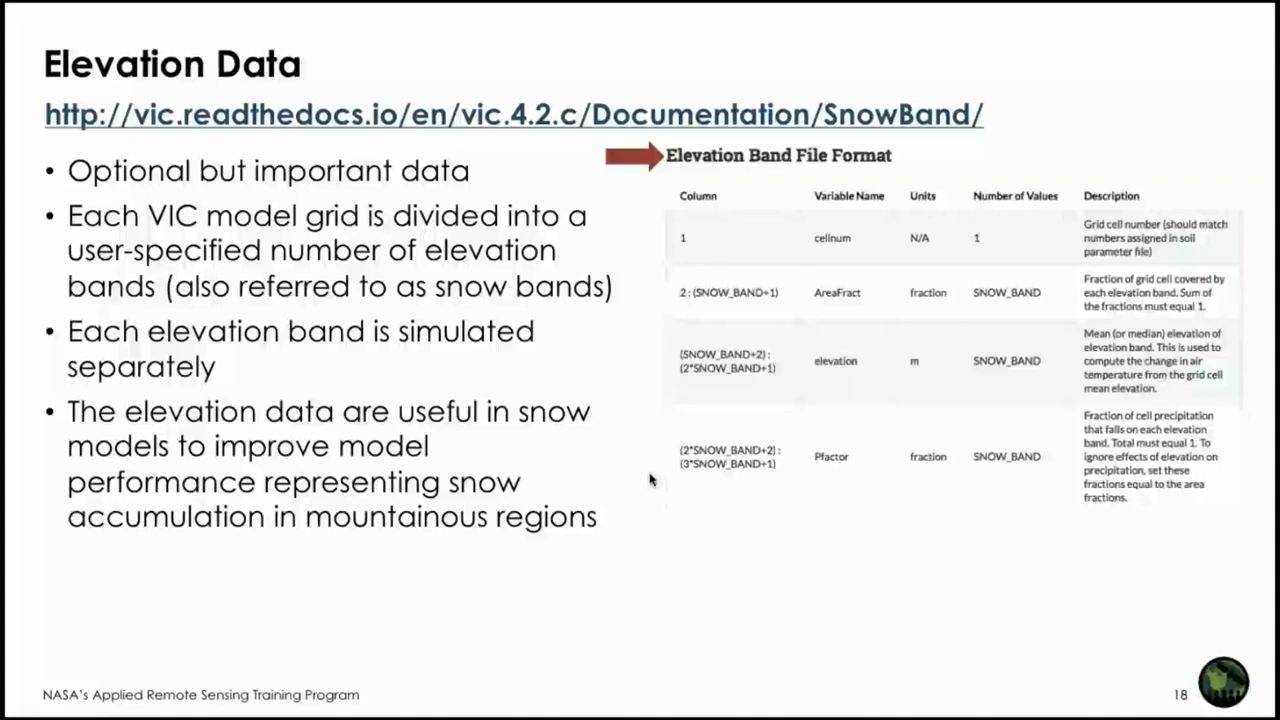 Elevation Data
http://vic.readthedocs.io/en/vic.4.2.c/Documentation/SnowBand/
• Optional but important data
• Each VIC model grid is divided into a
user-specified number of elevation
bands (also referred to as snow bands)
• Each elevation band is simulated
separately
• The elevation data are useful in snow
models to improve model
performance representing snow
accumulation in mountainous regions
Elevation Band File Format
Column Variable Name Units Number of Values Description
1 cellnum N/A 1 Grid cell number (should match
numbers assigned in soil
parameter file)
2 : (SNOW_BAND+1) AreaFract fraction SNOW_BAND Fraction of grid cell covered by
each elevation band. Sum of
the fractions must equal 1.
(SNOW_BAND+2) :
(2*SNOW_BAND+1) elevation m SNOW_BAND Mean (or median) elevation of
elevation band. This is used to
compute the change in air
temperature from the grid cell
mean elevation.
(2*SNOW_BAND+2) :
(3*SNOW_BAND+1) Pfactor fraction SNOW_BAND Fraction of cell precipitation
that falls on each elevation
band. Total must equal 1. To
ignore effects of elevation on
precipitation, set these
fractions equal to the area
fractions.
NASA's Applied Remote Sensing Training Program
18